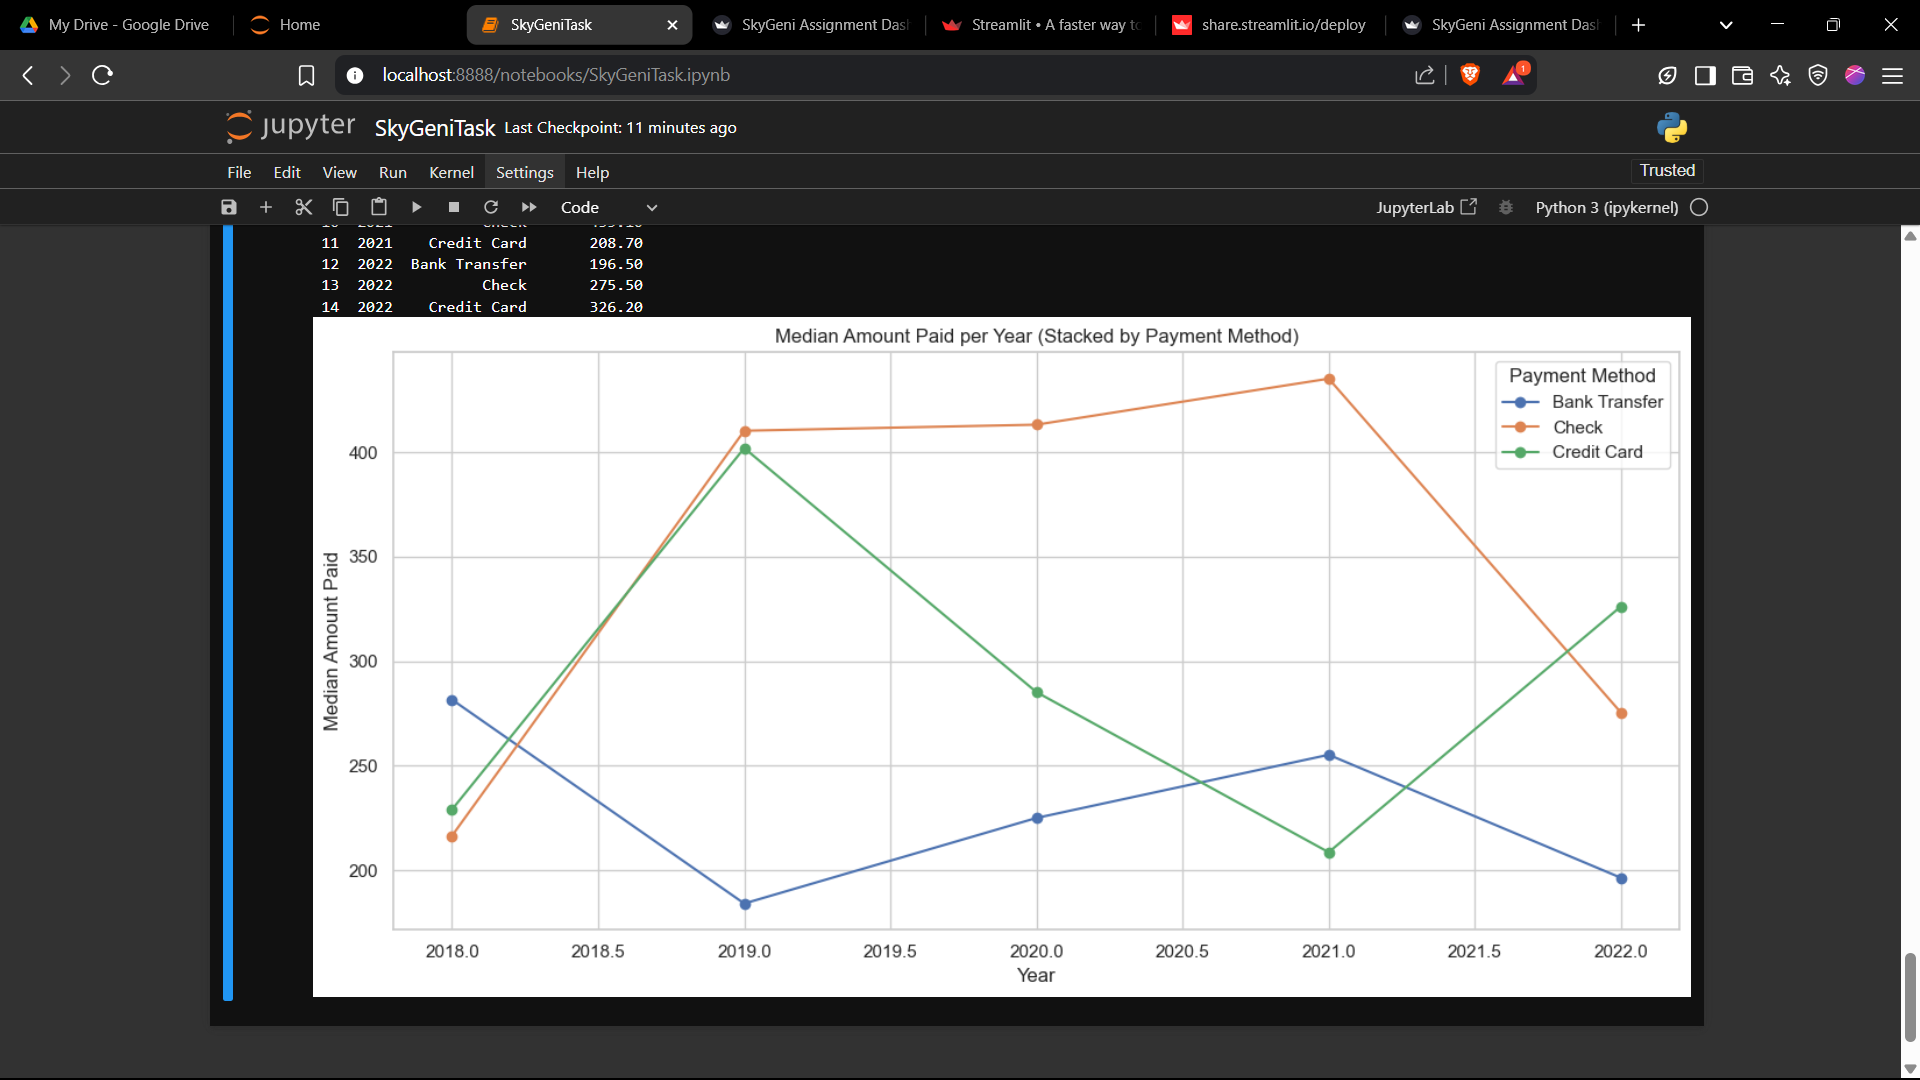 My Drive - Google Drive
Home
SkyGeniTask
SkyGeni Assignment Das
Streamlit • A faster way to
share.streamlit.io/deploy
SkyGeni Assignment Das
localhost:8888/notebooks/SkyGeniTask.ipynb
1
jupyter SkyGeniTask Last Checkpoint: 11 minutes ago
File Edit View Run Kernel Settings Help
Trusted
Code
JupyterLab
Python 3 (ipykernel)
11 2021 Credit Card 208.70
12 2022 Bank Transfer 196.50
13 2022 Check 275.50
14 2022 Credit Card 326.20
Median Amount Paid per Year (Stacked by Payment Method)
Payment Method
Bank Transfer
Check
Credit Card
Median Amount Paid
400
350
300
250
200
2018.0 2018.5 2019.0 2019.5 2020.0 2020.5 2021.0 2021.5 2022.0
Year